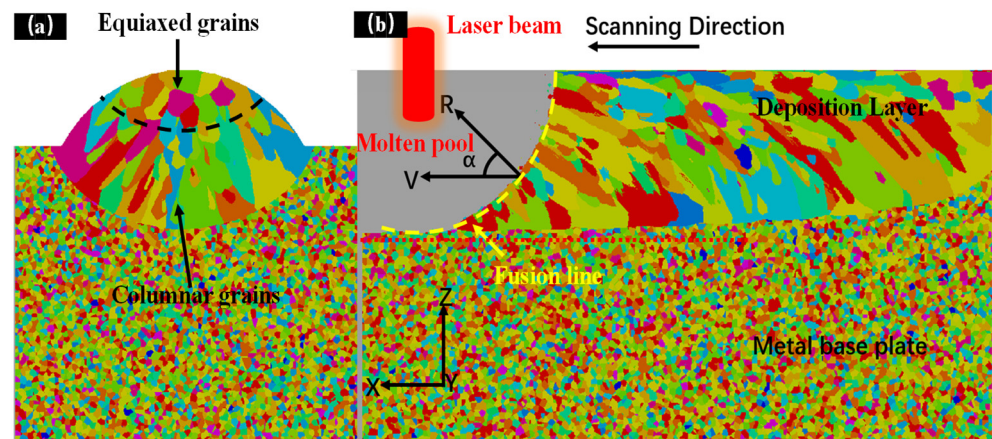 (a)
Equiaxed grains
Columnar grains
(b)
Laser beam
Scanning Direction
R
Deposition Layer
Molten pool
α
V
Fusion line
Z
Metal base plate
X
Y